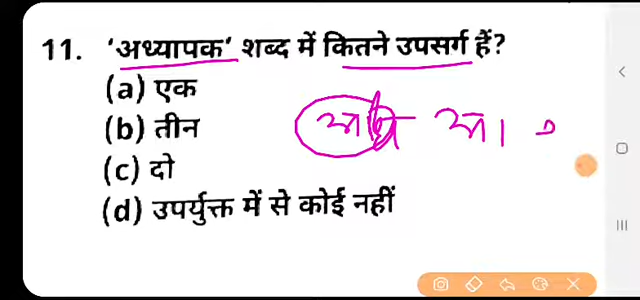 11. 'अध्यापक' शब्द में कितने उपसर्ग हैं?
(a) एक
(b) तीन
(c) दो
(d) उपर्युक्त में से कोई नहीं